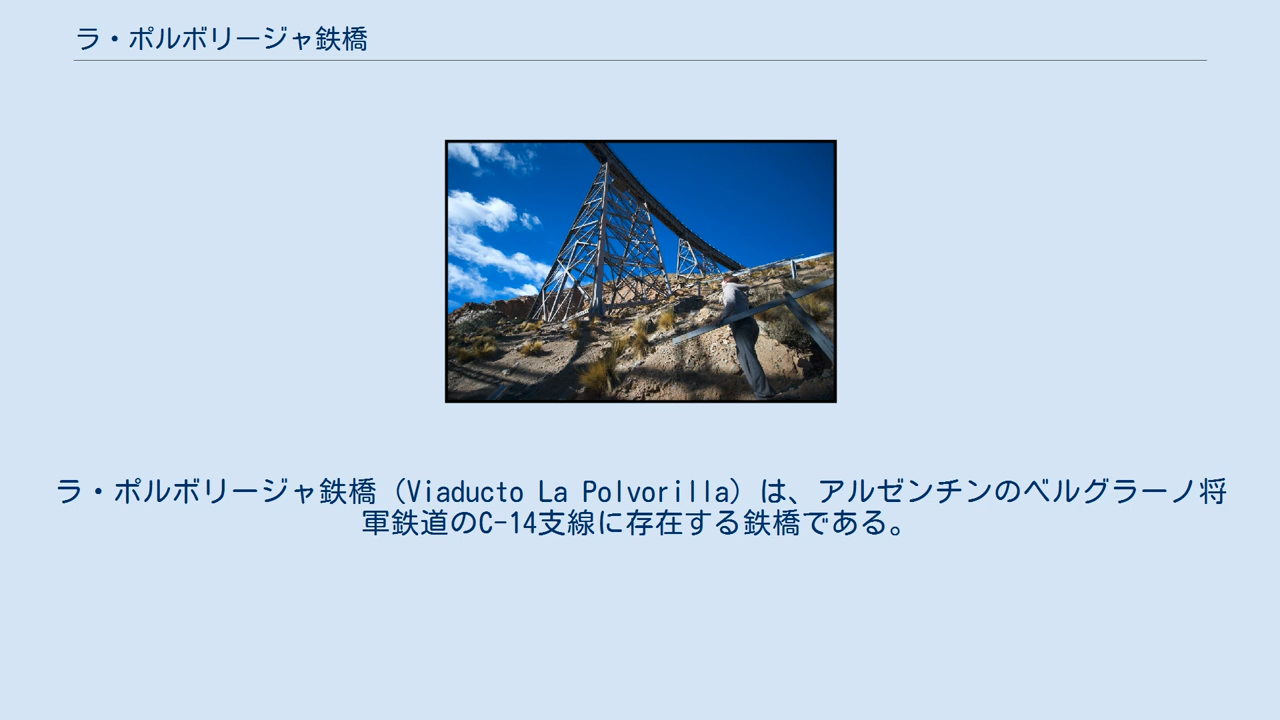 ラ・ポルボリージャ鉄橋
ラ・ポルボリージャ鉄橋（Viaducto La Polvorilla）は、アルゼンチンのベルグラーノ将
軍鉄道のC-14支線に存在する鉄橋である。